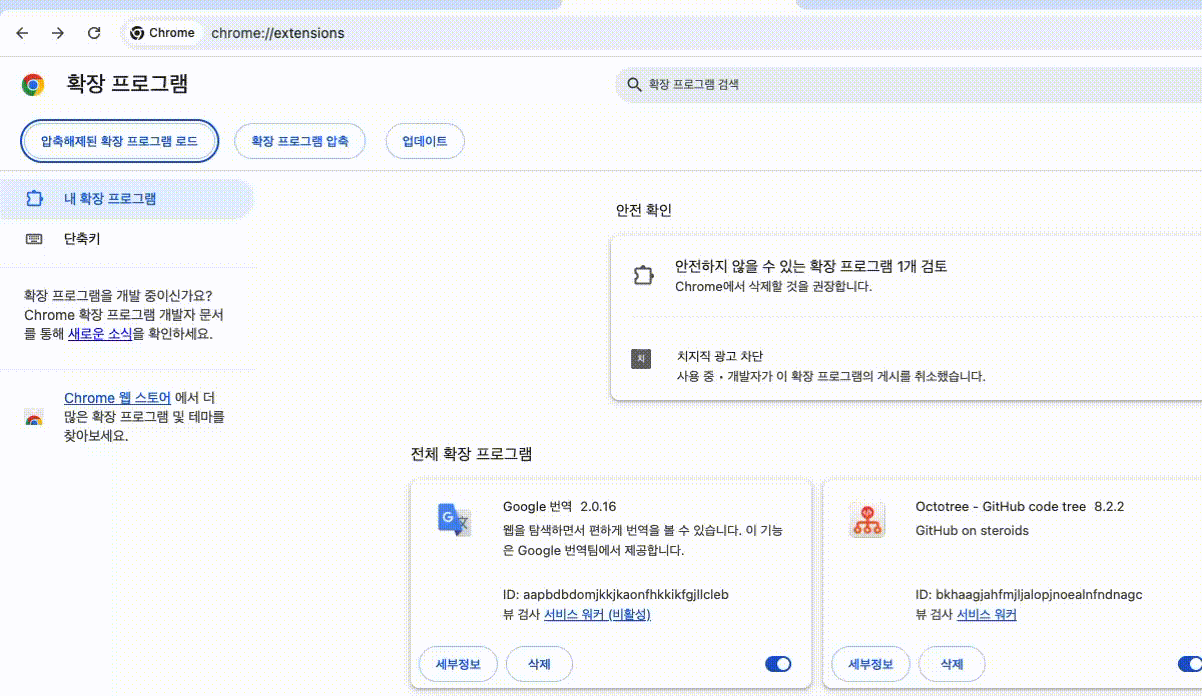 Chrome chrome://extensions
확장 프로그램
확장 프로그램 검색
압축해제된 확장 프로그램 로드 확장 프로그램 압축 업데이트
내 확장 프로그램
단축키
확장 프로그램을 개발 중이신가요?
Chrome 확장 프로그램 개발자 문서
를 통해 새로운 소식을 확인하세요.
Chrome 웹 스토어 에서 더
많은 확장 프로그램 및 테마를
찾아보세요.
안전 확인
안전하지 않을 수 있는 확장 프로그램 1개 검토
Chrome에서 삭제할 것을 권장합니다.
치
치지직 광고 차단
사용 중 • 개발자가 이 확장 프로그램의 게시를 취소했습니다.
전체 확장 프로그램
Google 번역 2.0.16
웹을 탐색하면서 편하게 번역을 볼 수 있습니다. 이 기능
은 Google 번역팀에서 제공합니다.
ID: aapbdbdomjkkjkaonfhkkikfgjllcleb
뷰 검사 서비스 워커 (비활성)
세부정보 삭제
Octotree - GitHub code tree 8.2.2
GitHub on steroids
ID: bkhaagjahfmjljalopjnoealnfndnagc
뷰 검사 서비스 워커
세부정보 삭제